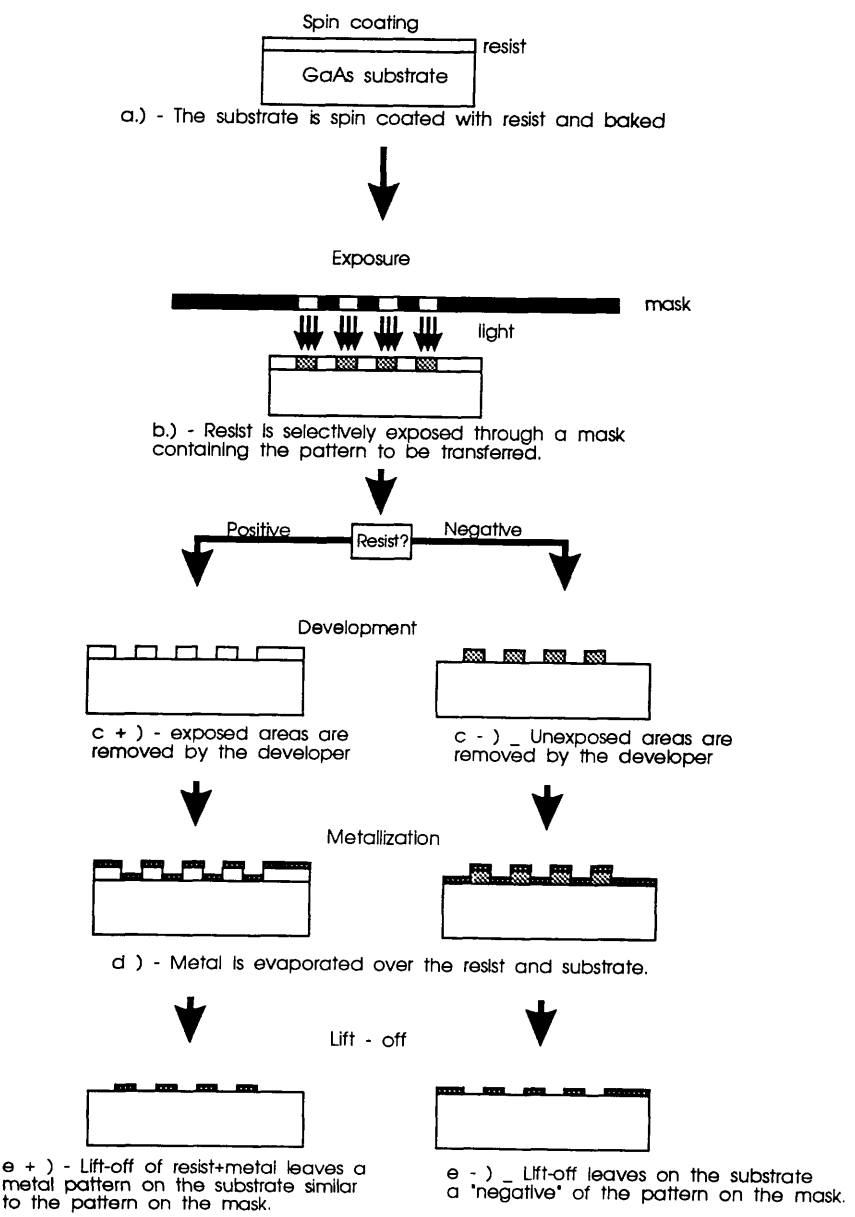 Spin coating
resist
GaAs substrate
a.) - The substrate is spin coated with resist and baked
Exposure
mask
light
b.) - Resist is selectively exposed through a mask
containing the pattern to be transferred.
Positive
Resist?
Negative
Development
c + ) - exposed areas are
removed by the developer
c - ) _ Unexposed areas are
removed by the developer
Metallization
d ) - Metal is evaporated over the resist and substrate.
Lift - off
e + ) - Lift-off of resist+metal leaves a
metal pattern on the substrate similar
to the pattern on the mask.
e - ) _ Lift-off leaves on the substrate
a "negative" of the pattern on the mask.